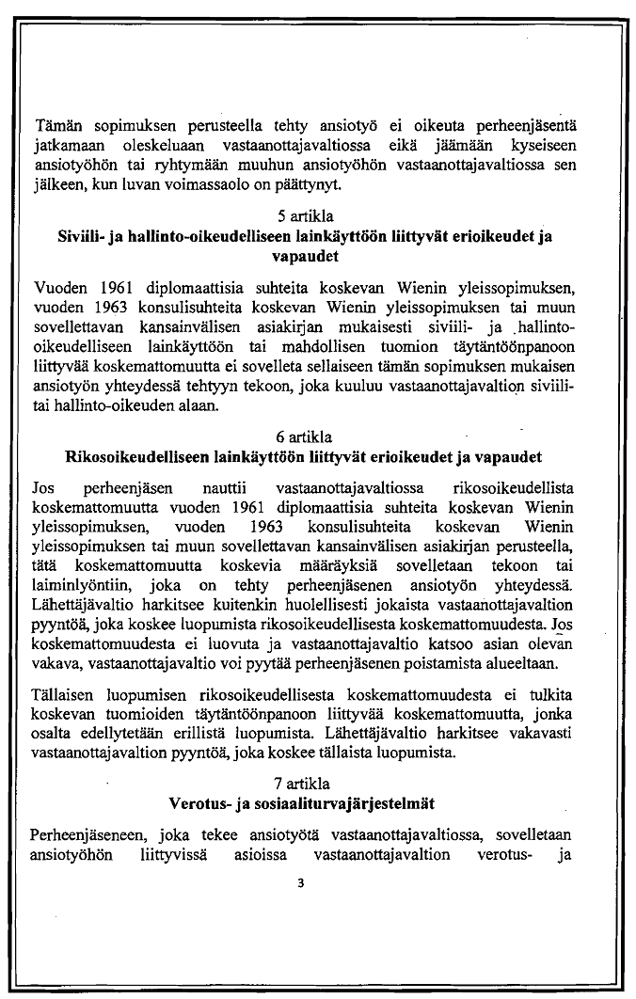 Tämän sopimuksen perusteella tehty ansiotyö ei oikeuta perheenjäsentä
jatkamaan oleskeluaan vastaanottajavaltiossa eikä jäämään kyseiseen
ansiotyöhön tai ryhtymään muuhun ansiotyöhön vastaanottajavaltiossa sen
jälkeen, kun luvan voimassaolo on päättynyt.
5 artikla
Siviili- ja hallinto-oikeudelliseen lainkäyttöön liittyvät erioikeudet ja
vapaudet
Vuoden 1961 diplomaattisia suhteita koskevan Wienin yleissopimuksen,
vuoden 1963 konsulisuhteita koskevan Wienin yleissopimuksen tai muun
sovellettavan kansainvälisen asiakirjan mukaisesti siviili- ja hallinto-
oikeudelliseen lainkäyttöön tai mahdollisen tuomion täytäntöönpanoon
liittyvää koskemattomuutta ei sovelleta sellaiseen tämän sopimuksen mukaisen
ansiotyön yhteydessä tehtyyn tekoon, joka kuuluu vastaanottajavaltion siviili-
tai hallinto-oikeuden alaan.
6 artikla
Rikosoikeudelliseen lainkäyttöön liittyvät erioikeudet ja vapaudet
Jos perheenjäsen nauttii vastaanottajavaltiossa rikosoikeudellista
koskemattomuutta vuoden 1961 diplomaattisia suhteita koskevan Wienin
yleissopimuksen, vuoden 1963 konsulisuhteita koskevan Wienin
yleissopimuksen tai muun sovellettavan kansainvälisen asiakirjan perusteella,
tätä koskemattomuutta koskevia määräyksiä sovelletaan tekoon tai
laiminlyöntiin, joka on tehty perheenjäsenen ansiotyön yhteydessä.
Lähettäjävaltio harkitsee kuitenkin huolellisesti jokaista vastaanottajavaltion
pyyntöä, joka koskee luopumista rikosoikeudellisesta koskemattomuudesta. Jos
koskemattomuudesta ei luovuta ja vastaanottajavaltio katsoo asian olevan
vakava, vastaanottajavaltio voi pyytää perheenjäsenen poistamista alueeltaan.
Tällaisen luopumisen rikosoikeudellisesta koskemattomuudesta ei tulkita
koskevan tuomioiden täytäntöönpanoon liittyvää koskemattomuutta, jonka
osalta edellytetään erillistä luopumista. Lähettäjävaltio harkitsee vakavasti
vastaanottajavaltion pyyntöä, joka koskee tällaista luopumista.
7 artikla
Verotus- ja sosiaaliturvajärjestelmät
Perheenjäseneen, joka tekee ansiotyötä vastaanottajavaltiossa, sovelletaan
ansiotyöhön liittyvissä asioissa vastaanottajavaltion verotus- ja
3